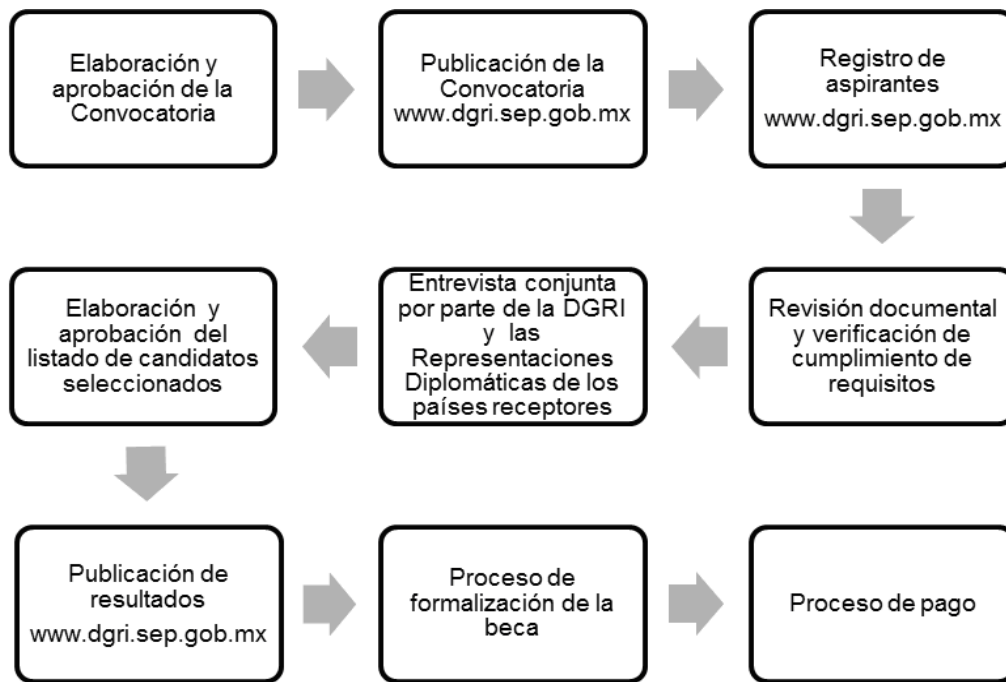 Elaboración y
aprobación de la
Convocatoria
Publicación de la
Convocatoria
www.dgri.sep.gob.mx
Registro de
aspirantes
www.dgri.sep.gob.mx
Revisión documental
y verificación de
cumplimiento de
requisitos
Entrevista conjunta
por parte de la DGRI
y las
Representaciones
Diplomáticas de los
países receptores
Elaboración y
aprobación del
listado de candidatos
seleccionados
Publicación de
resultados
www.dgri.sep.gob.mx
Proceso de
formalización de la
beca
Proceso de pago